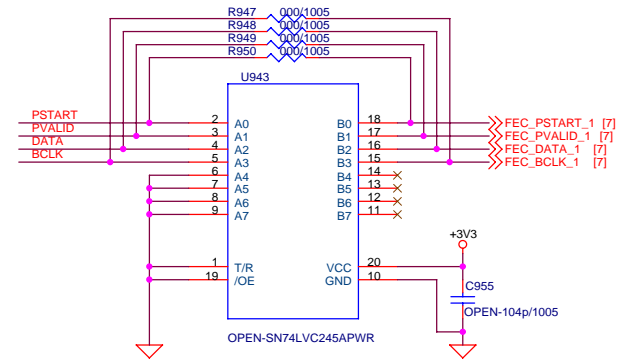 R947 000/1005
R948 000/1005
R949 000/1005
R950 000/1005
U943
PSTART 2 A0 B0 18 FEC_PSTART_1 [7]
PVALID 3 A1 B1 17 FEC_PVALID_1 [7]
DATA 4 A2 B2 16 FEC_DATA_1 [7]
BCLK 5 A3 B3 15 FEC_BCLK_1 [7]
6 A4 B4 14
7 A5 B5 13
8 A6 B6 12
9 A7 B7 11
+3V3
1 T/R VCC 20
19 /OE GND 10
C955
OPEN-104p/1005
OPEN-SN74LVC245APWR